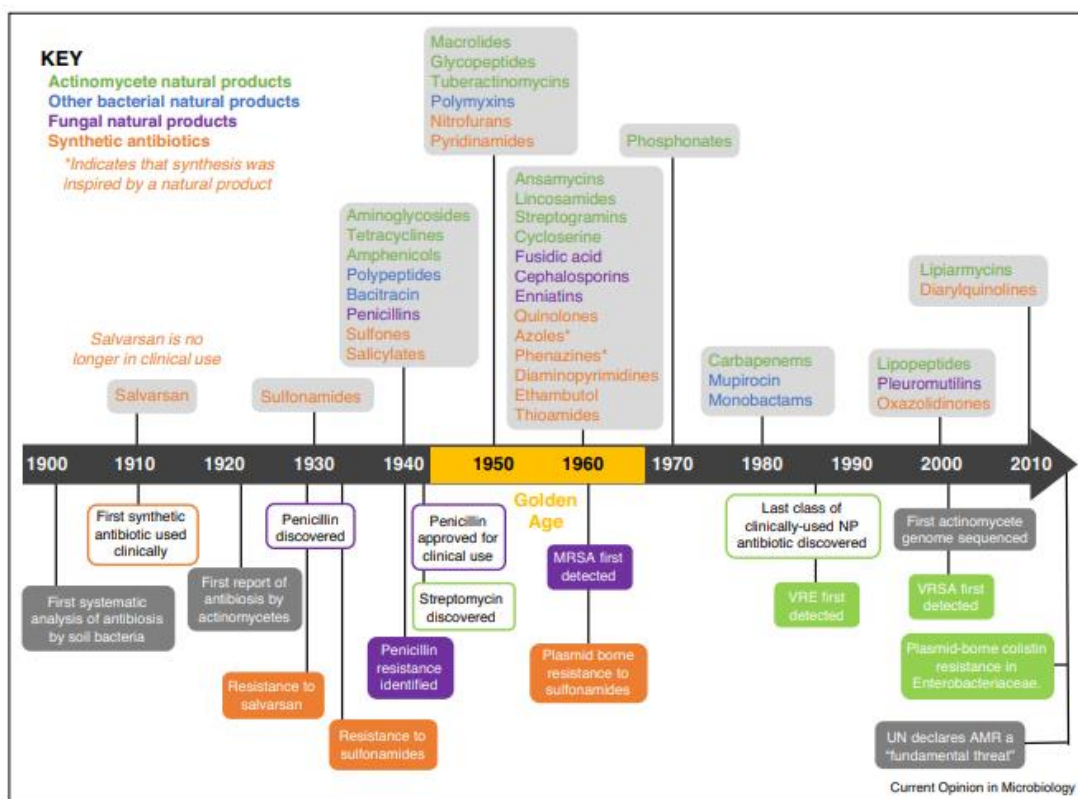 KEY
Actinomycete natural products
Other bacterial natural products
Fungal natural products
Synthetic antibiotics
*Indicates that synthesis was
inspired by a natural product
Salvarsan is no
longer in clinical use
Salvarsan
Sulfonamides
Aminoglycosides
Tetracyclines
Amphenicols
Polypeptides
Bacitracin
Penicillins
Sulfones
Salicylates
Macrolides
Glycopeptides
Tuberactinomycins
Polymyxins
Nitrofurans
Pyridinamides
Ansamycins
Lincosamides
Streptogramins
Cycloserine
Fusidic acid
Cephalosporins
Enniatins
Quinolones
Azoles*
Phenazines*
Diaminopyrimidines
Ethambutol
Thioamides
Phosphonates
Carbapenems
Mupirocin
Monobactams
Lipopeptides
Pleuromutilins
Oxazolidinones
Lipiarmycins
Diarylquinolines
1900 1910 1920 1930 1940 1950 1960 1970 1980 1990 2000 2010
Golden
Age
First systematic
analysis of antibiosis
by soil bacteria
First synthetic
antibiotic used
clinically
First report of
antibiosis by
actinomycetes
Penicillin
discovered
Resistance to
salvarsan
Resistance to
sulfonamides
Penicillin
resistance
identified
Penicillin
approved for
clinical use
Streptomycin
discovered
MRSA first
detected
Plasmid borne
resistance to
sulfonamides
Last class of
clinically-used NP
antibiotic discovered
VRE first
detected
First actinomycete
genome sequenced
VRSA first
detected
Plasmid-borne colistin
resistance in
Enterobacteriaceae.
UN declares AMR a
"fundamental threat"
Current Opinion in Microbiology